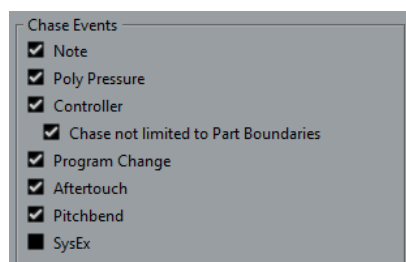 Chase Events
Note
Poly Pressure
Controller
Chase not limited to Part Boundaries
Program Change
Aftertouch
Pitchbend
SysEx